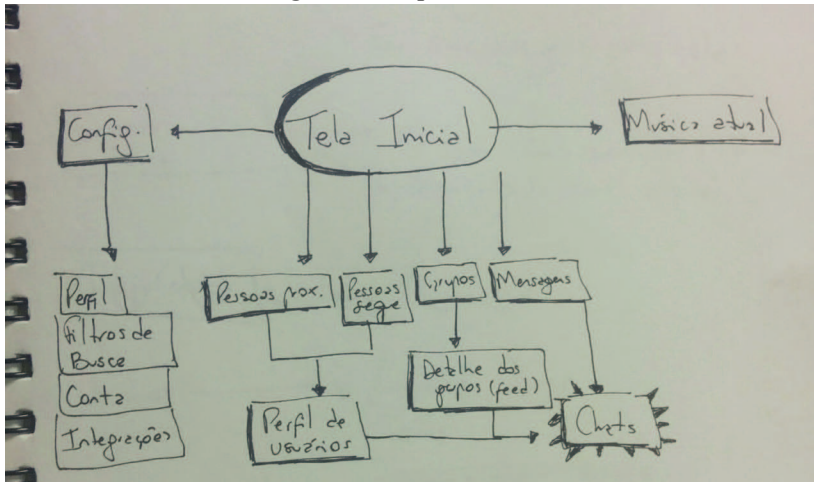 Config.
Tela Inicial
Música atual
Perfil
Filtros de
Busca
Conta
Integrações
Pessoas prox.
Pessoas
segue
Grupos
Mensagens
Detalhe dos
grupos (feed)
Perfil de
usuários
Chats